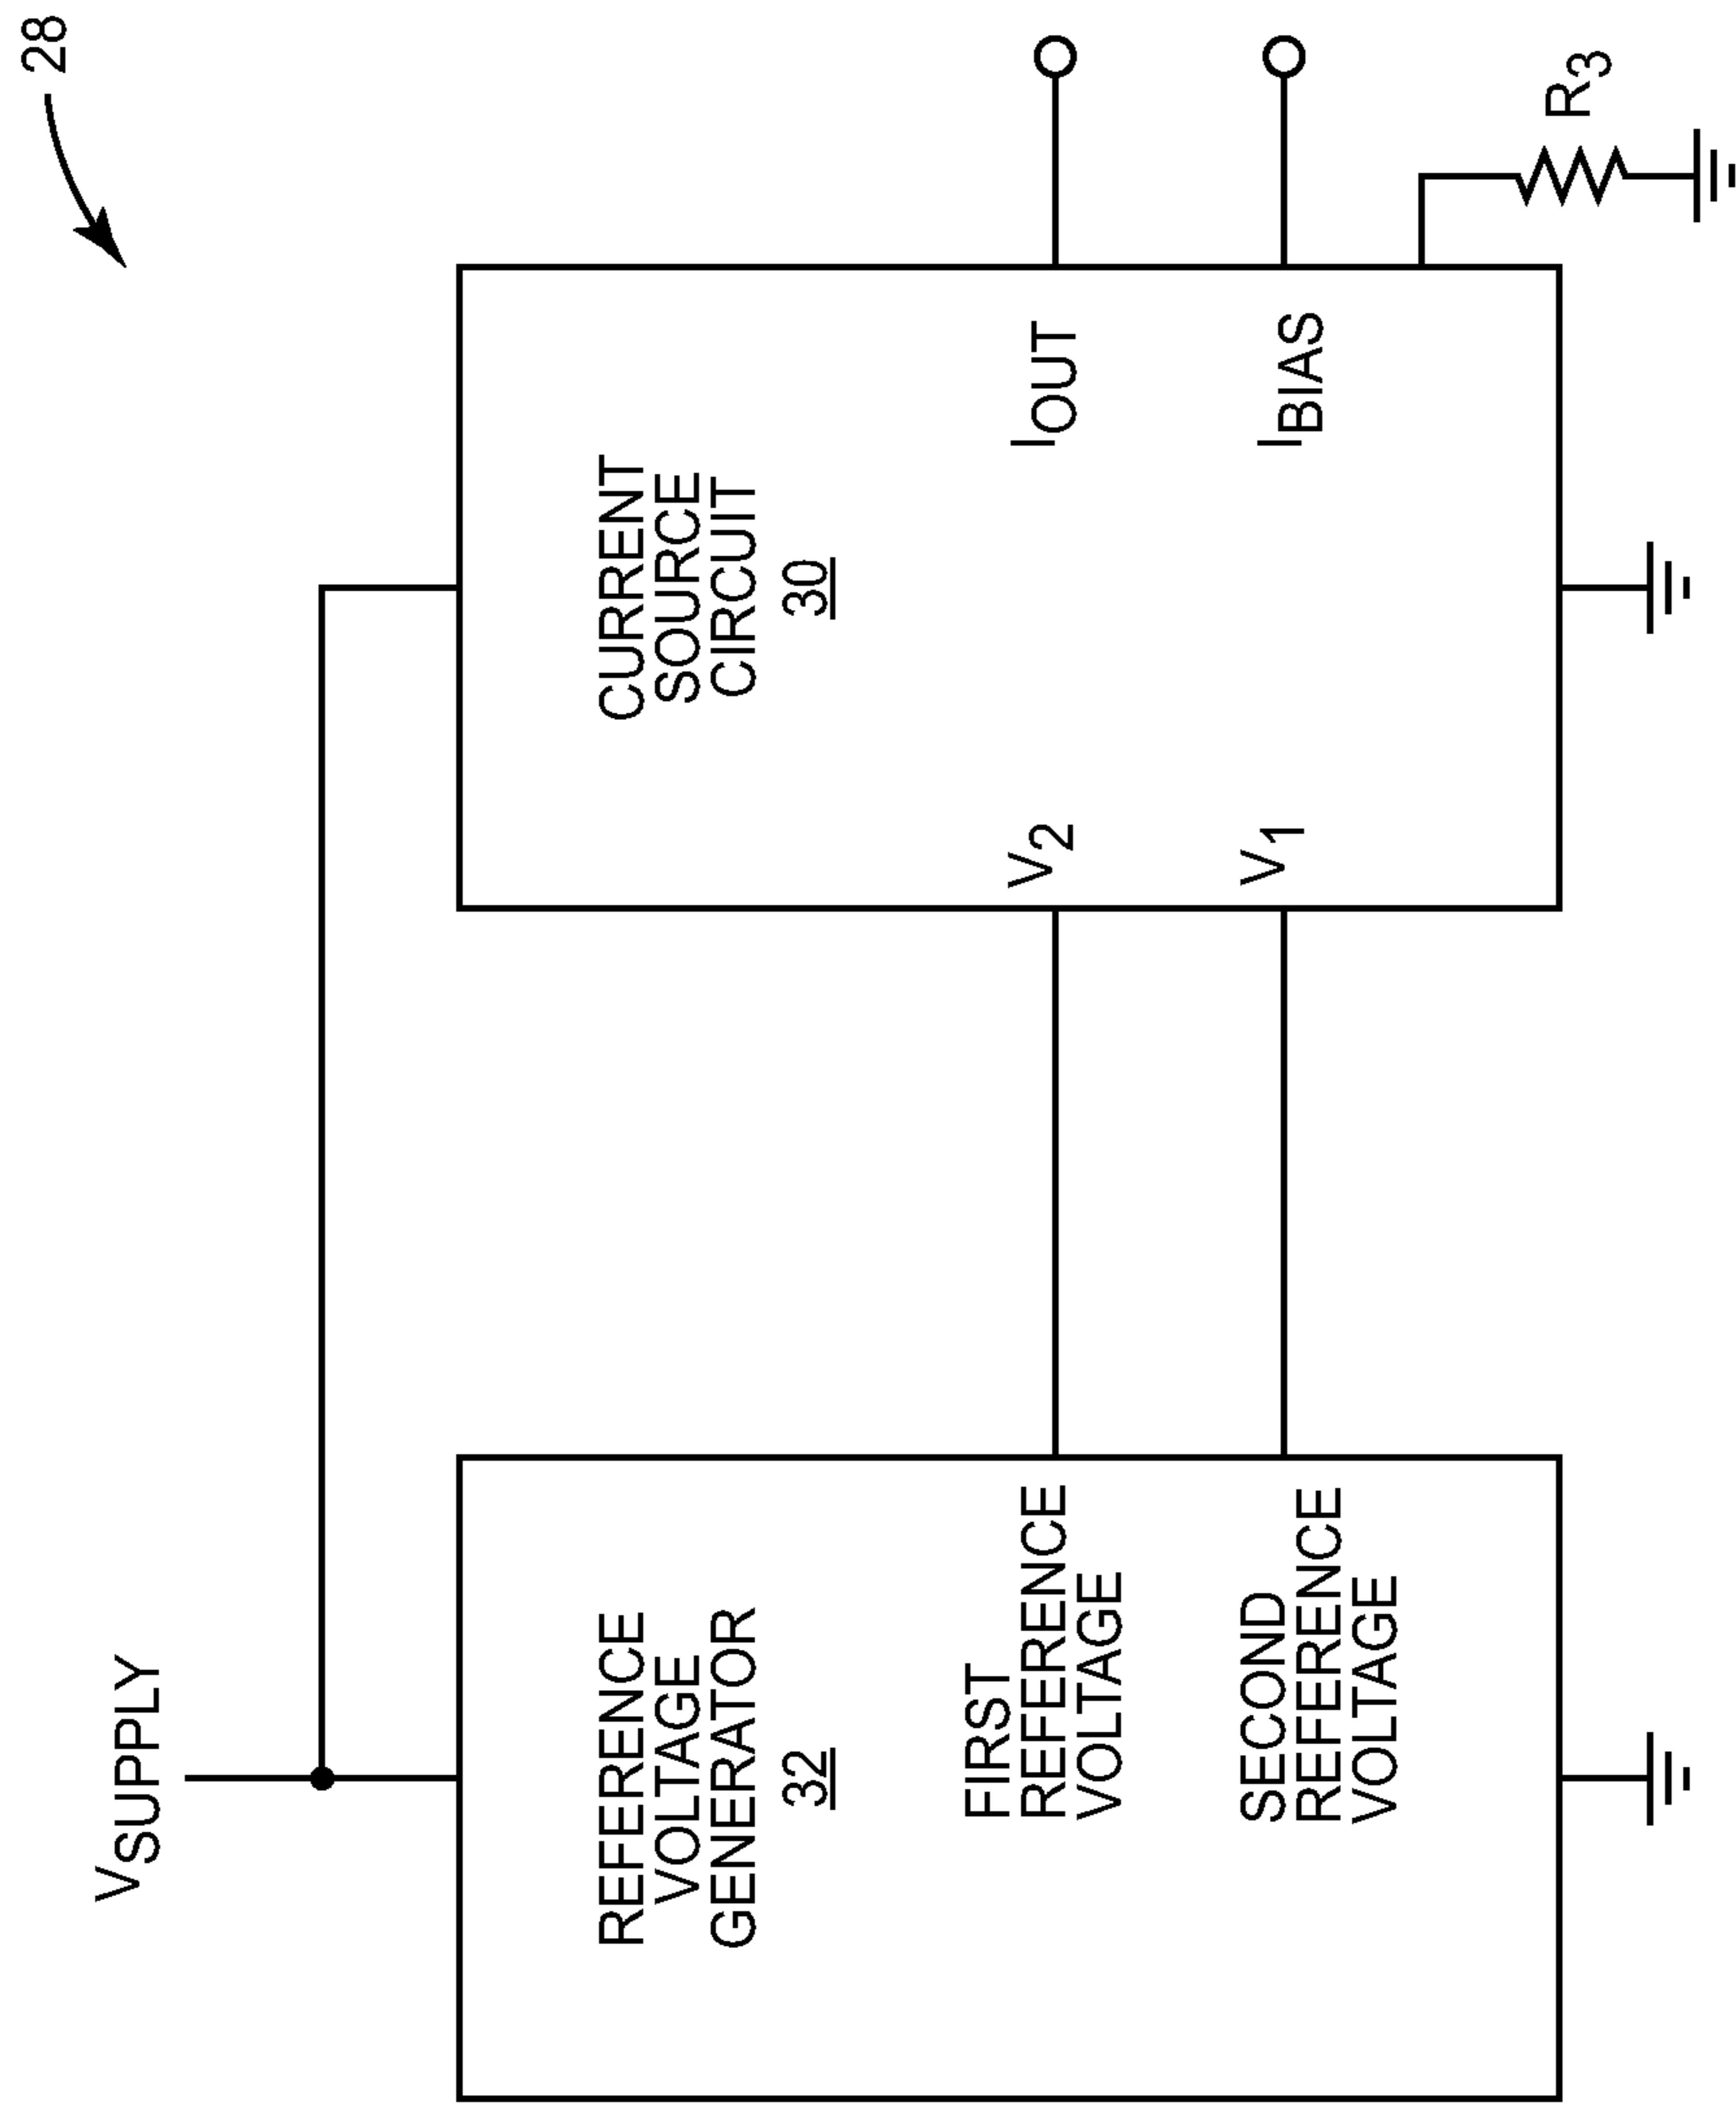 28
VSUPPLY
REFERENCE
VOLTAGE
GENERATOR
32
FIRST
REFERENCE
VOLTAGE
SECOND
REFERENCE
VOLTAGE
CURRENT
SOURCE
CIRCUIT
30
V2
V1
IOUT
IBIAS
R3